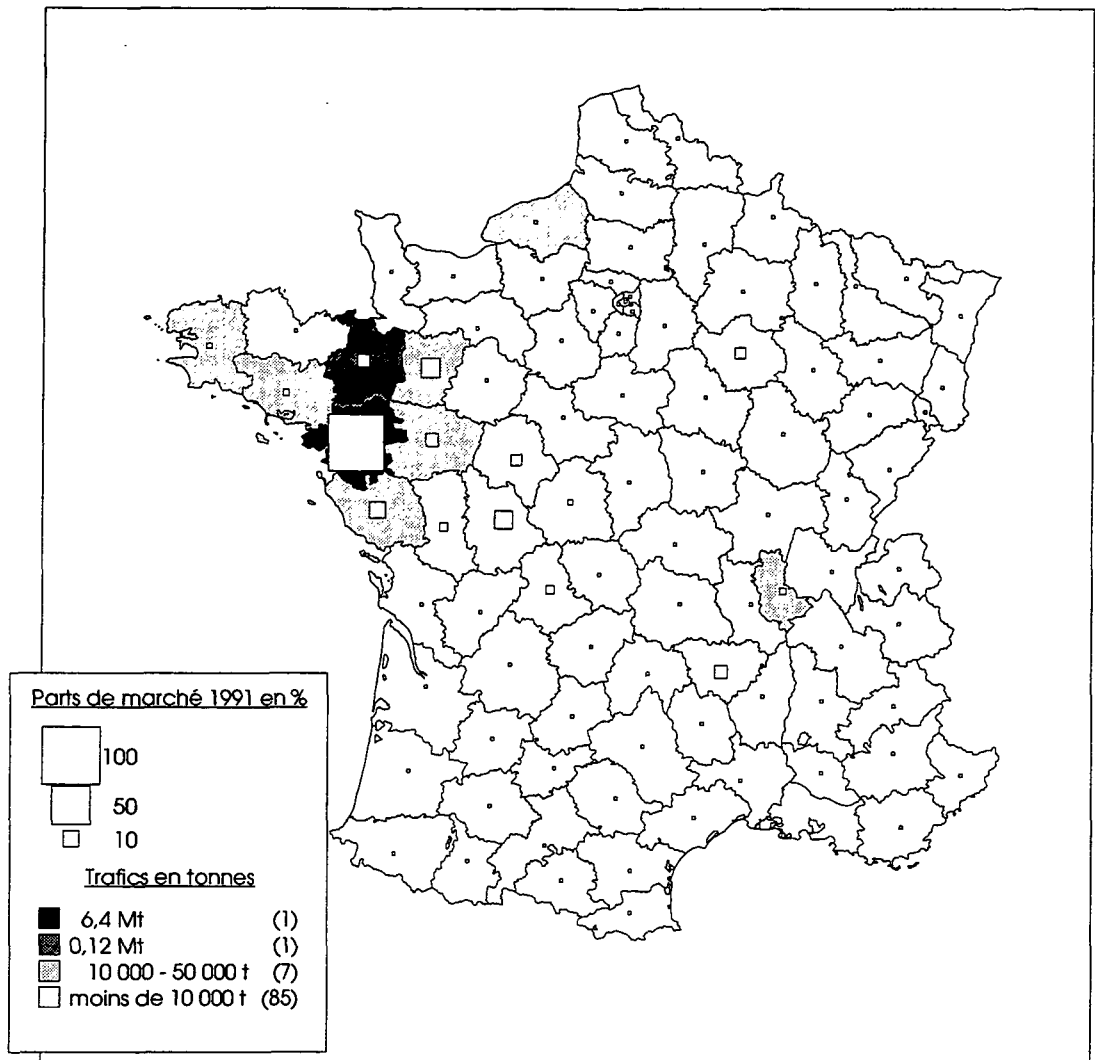 Parts de marché 1991 en %
100
50
10
Trafics en tonnes
6,4 Mt (1)
0,12 Mt (1)
10 000 - 50 000 t (7)
moins de 10 000 t (85)